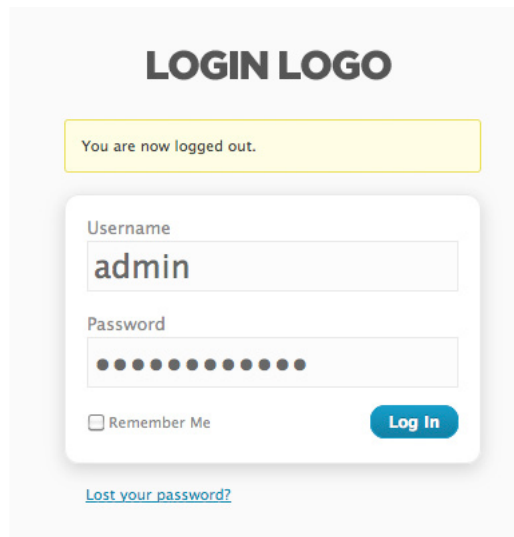 LOGIN LOGO
You are now logged out.
Username
admin
Password
●●●●●●●●●●●●
Remember Me
Log In
Lost your password?